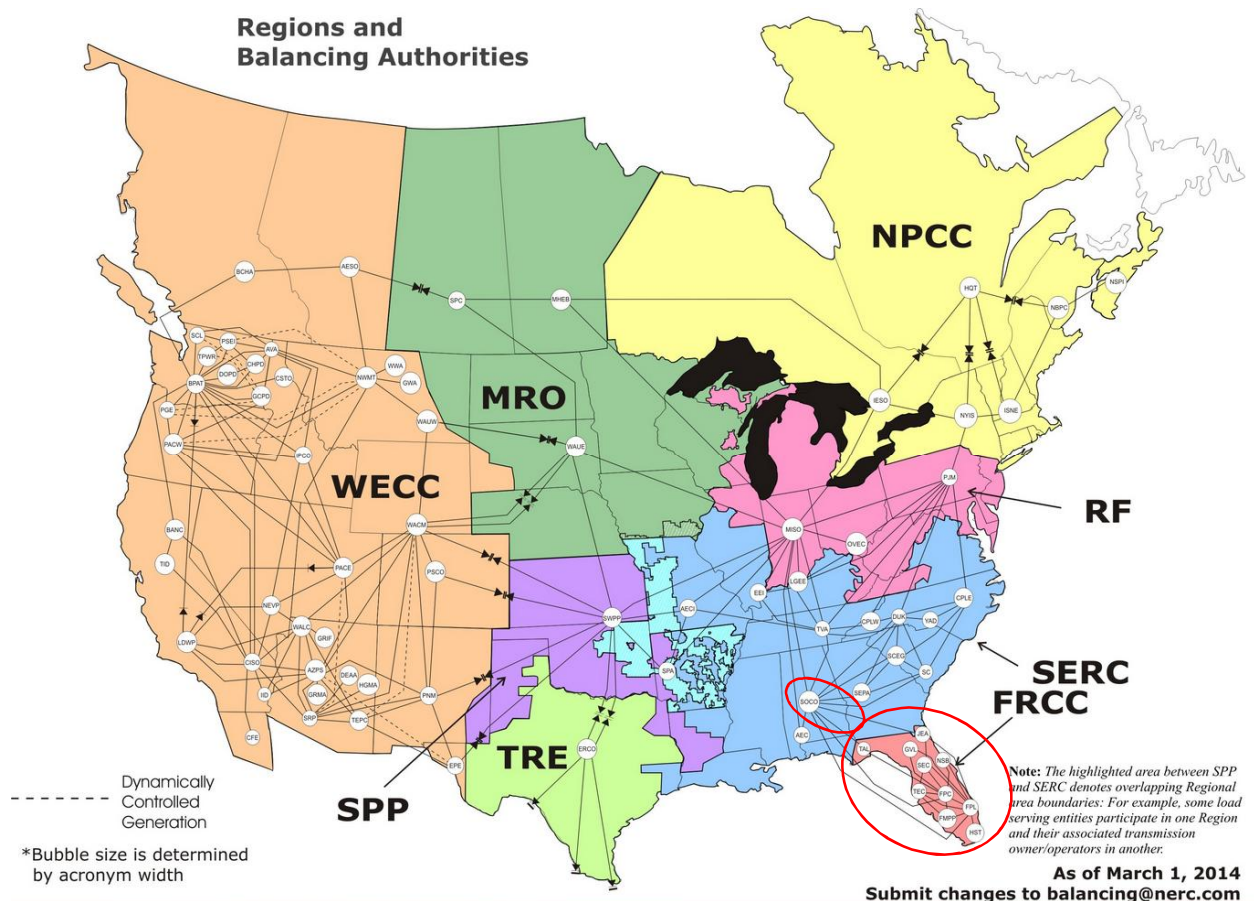 Regions and
Balancing Authorities
NPCC
BCHA
AESO
SPC
MHEB
HQT
NBPC
NSPI
SCL
PSEI
AVA
TPWR
CHPD
DOPD
CSTO
BPAT
GCPD
NWMT
WWA
GWA
PGE
WAUW
PACW
IPCO
MRO
WAUE
IESO
NYIS
ISNE
WECC
PJM
RF
WACM
MISO
OVEC
BANC
TID
PACE
PSCO
LGEE
EEI
NEVP
SWPP
AECI
TVA
CPLW
DUK
YAD
CPLE
LDWP
WALC
GRIF
CISO
AZPS
DEAA
HGMA
SPA
SCEG
SC
SERC
IID
GRMA
PNM
SOCO
SEPA
FRCC
SRP
TEPC
CFE
EPE
ERCO
AEC
JEA
TRE
TAL
GVL
SEC
NSB
TEC
FPC
FPL
FMPP
HST
SPP
Dynamically
Controlled
Generation
*Bubble size is determined
by acronym width
Note: The highlighted area between SPP
and SERC denotes overlapping Regional
area boundaries: For example, some load
serving entities participate in one Region
and their associated transmission
owner/operators in another.
As of March 1, 2014
Submit changes to balancing@nerc.com